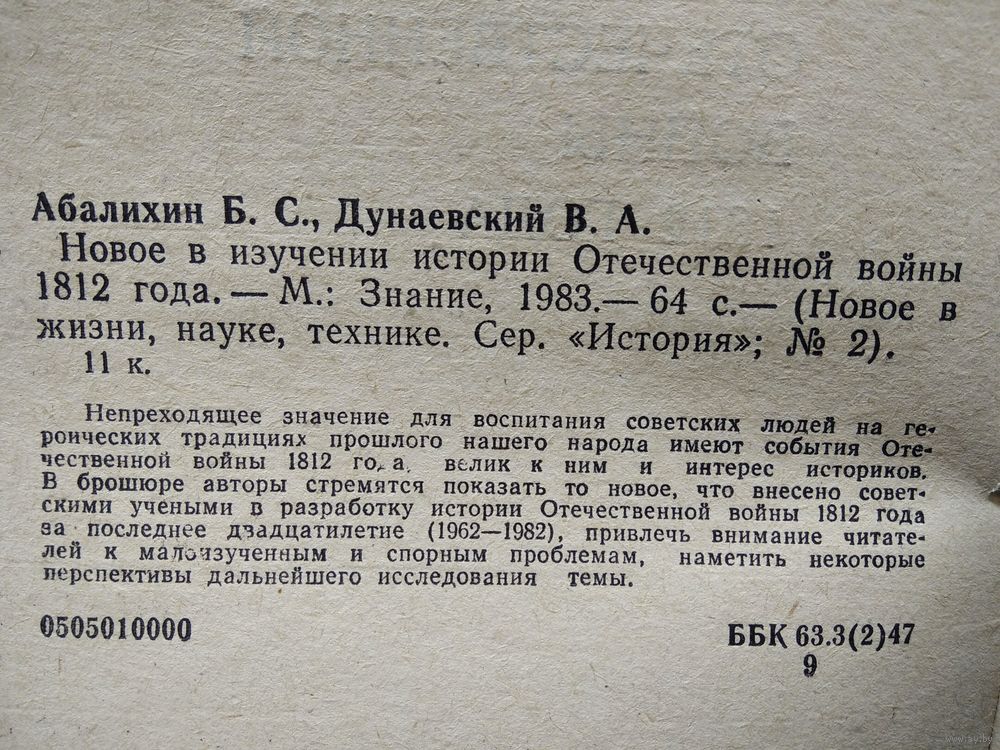 Абалихин Б. С., Дунаевский В. А.
Новое в изучении истории Отечественной войны
1812 года.— М.: Знание, 1983.— 64 с.— (Новое в
жизни, науке, технике. Сер. «История»; № 2).
11 к.
Непреходящее значение для воспитания советских людей на ге-
роических традициях прошлого нашего народа имеют события Оте-
чественной войны 1812 года, велик к ним и интерес историков.
В брошюре авторы стремятся показать то новое, что внесено совет-
скими учеными в разработку истории Отечественной войны 1812 года
за последнее двадцатилетие (1962—1982), привлечь внимание читате-
лей к малоизученным и спорным проблемам, наметить некоторые
перспективы дальнейшего исследования темы.
0505010000
ББК 63.3(2)47
9
www.ay.by